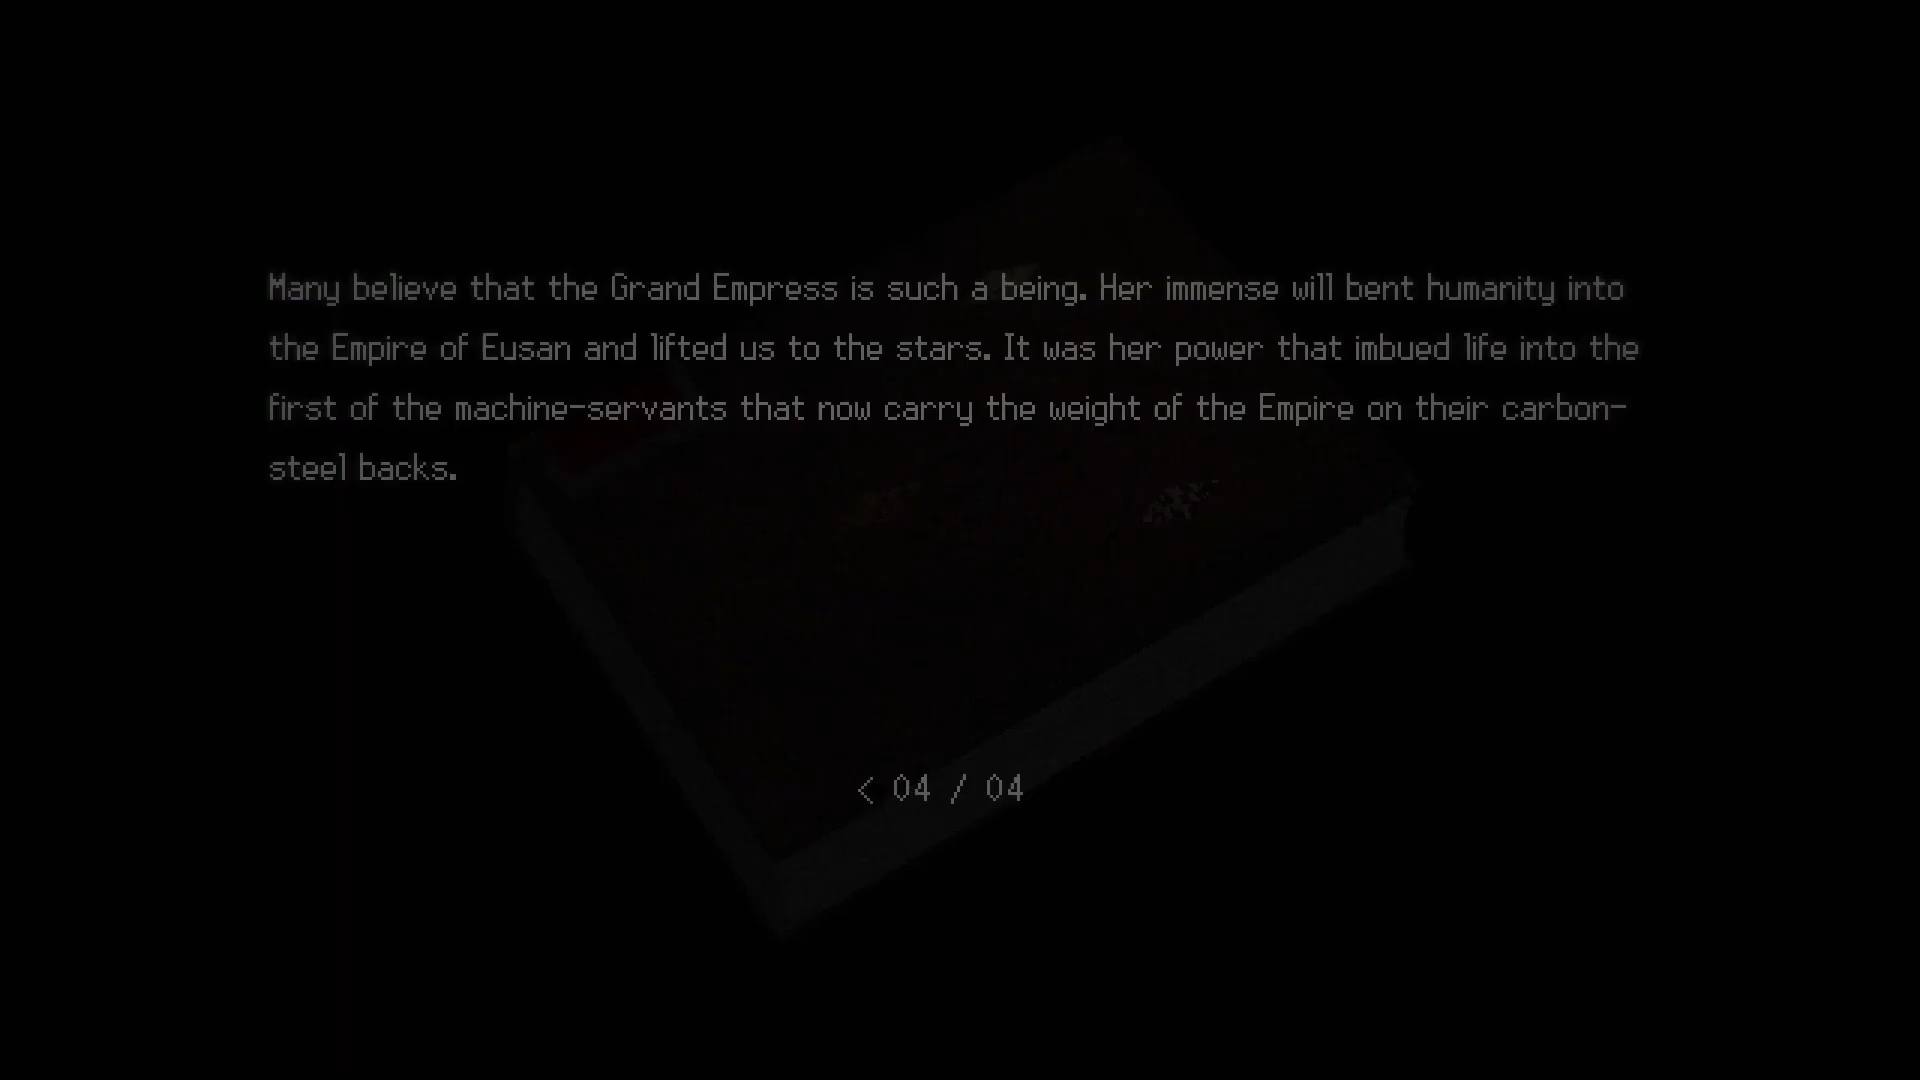 Many believe that the Grand Empress is such a being. Her immense will bent humanity into
the Empire of Eusan and lifted us to the stars. It was her power that imbued life into the
first of the machine-servants that now carry the weight of the Empire on their carbon-
steel backs.
< 04 / 04